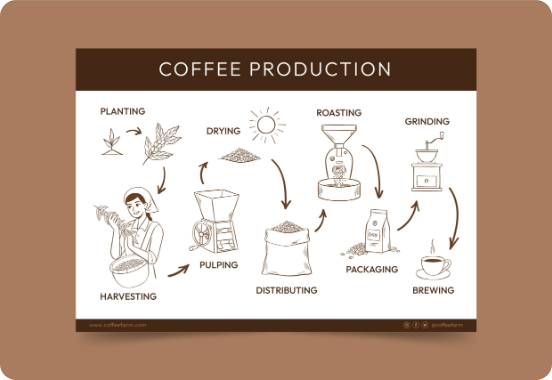 COFFEE PRODUCTION
PLANTING
DRYING
ROASTING
GRINDING
PULPING
PACKAGING
HARVESTING
DISTRIBUTING
BREWING
www.coffeefarm.com
@coffeefarm